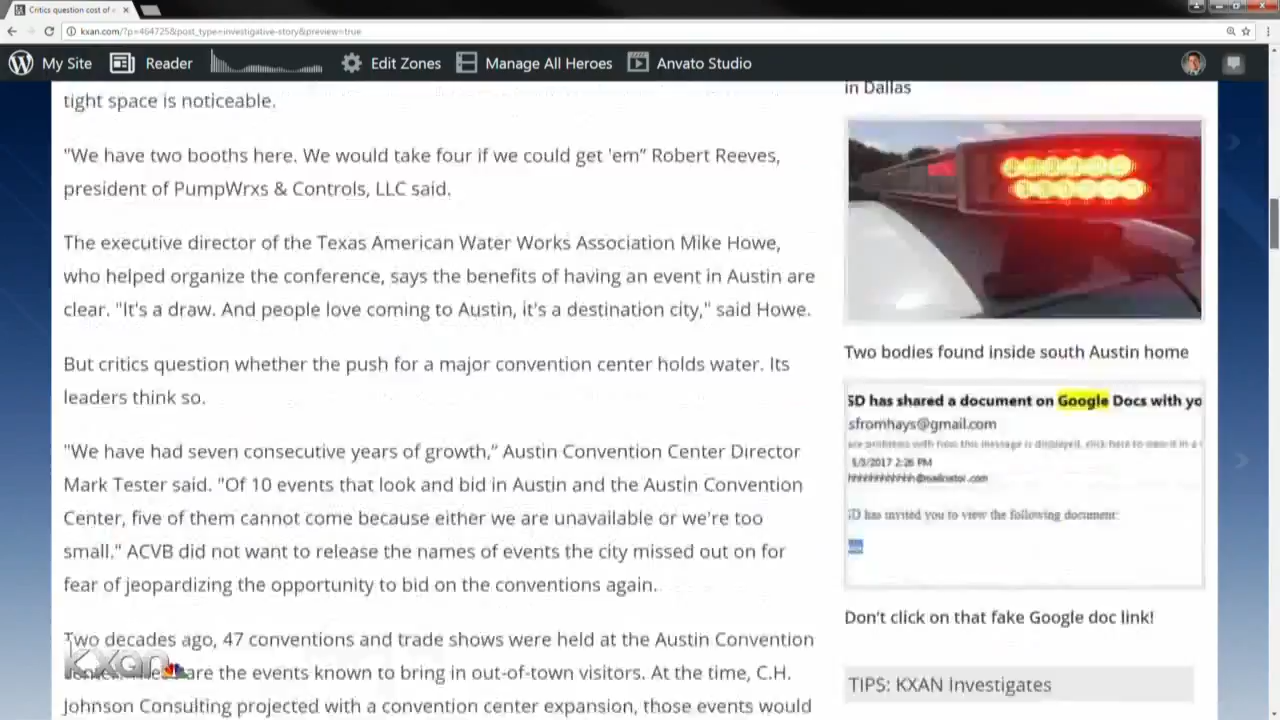 Critics question cost of
kxan.com/?p=464725&post_type=investigative-story&preview=true
My Site
Reader
Edit Zones
Manage All Heroes
Anvato Studio
tight space is noticeable.
"We have two booths here. We would take four if we could get 'em” Robert Reeves,
president of PumpWrxs & Controls, LLC said.
The executive director of the Texas American Water Works Association Mike Howe,
who helped organize the conference, says the benefits of having an event in Austin are
clear. "It's a draw. And people love coming to Austin, it's a destination city," said Howe.
But critics question whether the push for a major convention center holds water. Its
leaders think so.
"We have had seven consecutive years of growth,” Austin Convention Center Director
Mark Tester said. "Of 10 events that look and bid in Austin and the Austin Convention
Center, five of them cannot come because either we are unavailable or we're too
small." ACVB did not want to release the names of events the city missed out on for
fear of jeopardizing the opportunity to bid on the conventions again.
Two decades ago, 47 conventions and trade shows were held at the Austin Convention
are the events known to bring in out-of-town visitors. At the time, C.H.
Johnson Consulting projected with a convention center expansion, those events would
kxan
in Dallas
Two bodies found inside south Austin home
SD has shared a document on Google Docs with yo
sfromhays@gmail.com
5/3/2017 2:26 PM
SD has invited you to view the following document:
Don't click on that fake Google doc link!
TIPS: KXAN Investigates